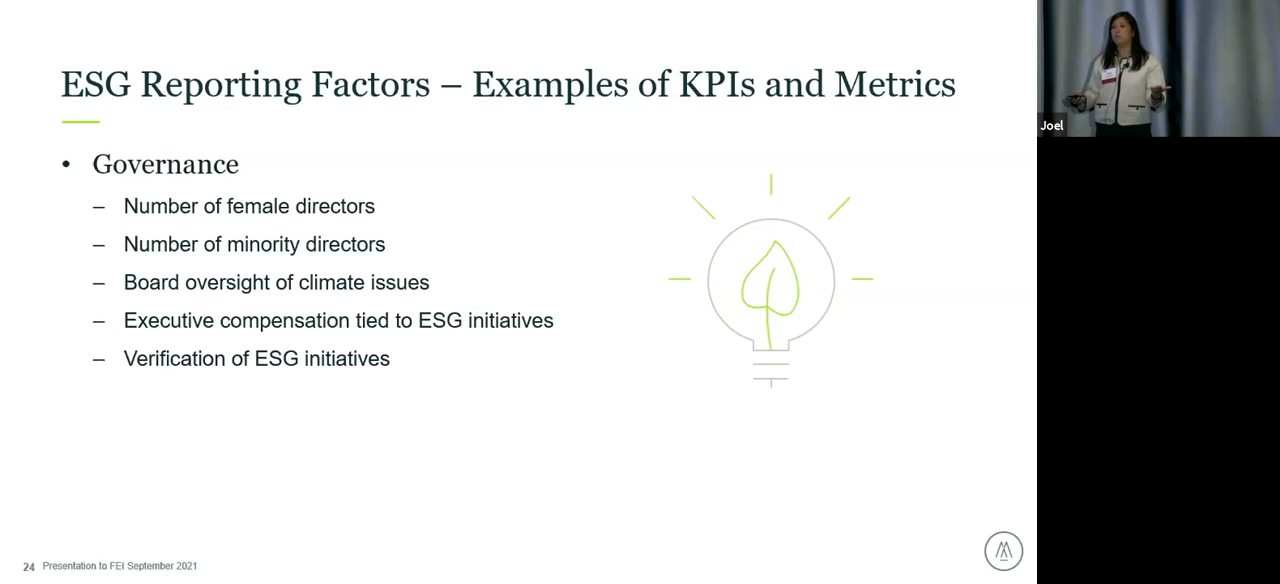 ESG Reporting Factors – Examples of KPIs and Metrics
• Governance
– Number of female directors
– Number of minority directors
– Board oversight of climate issues
– Executive compensation tied to ESG initiatives
– Verification of ESG initiatives
24 Presentation to FEI September 2021
Joel